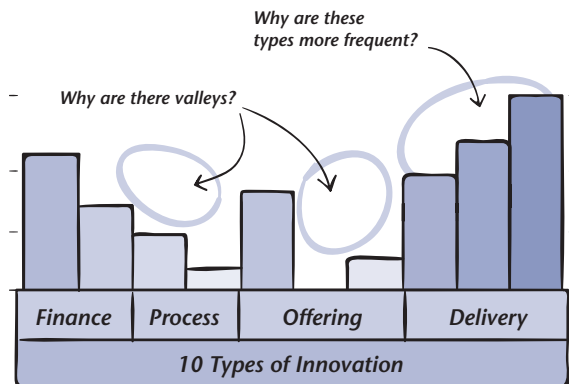 Why are these
types more frequent?
Why are there valleys?
Finance Process Offering Delivery
10 Types of Innovation